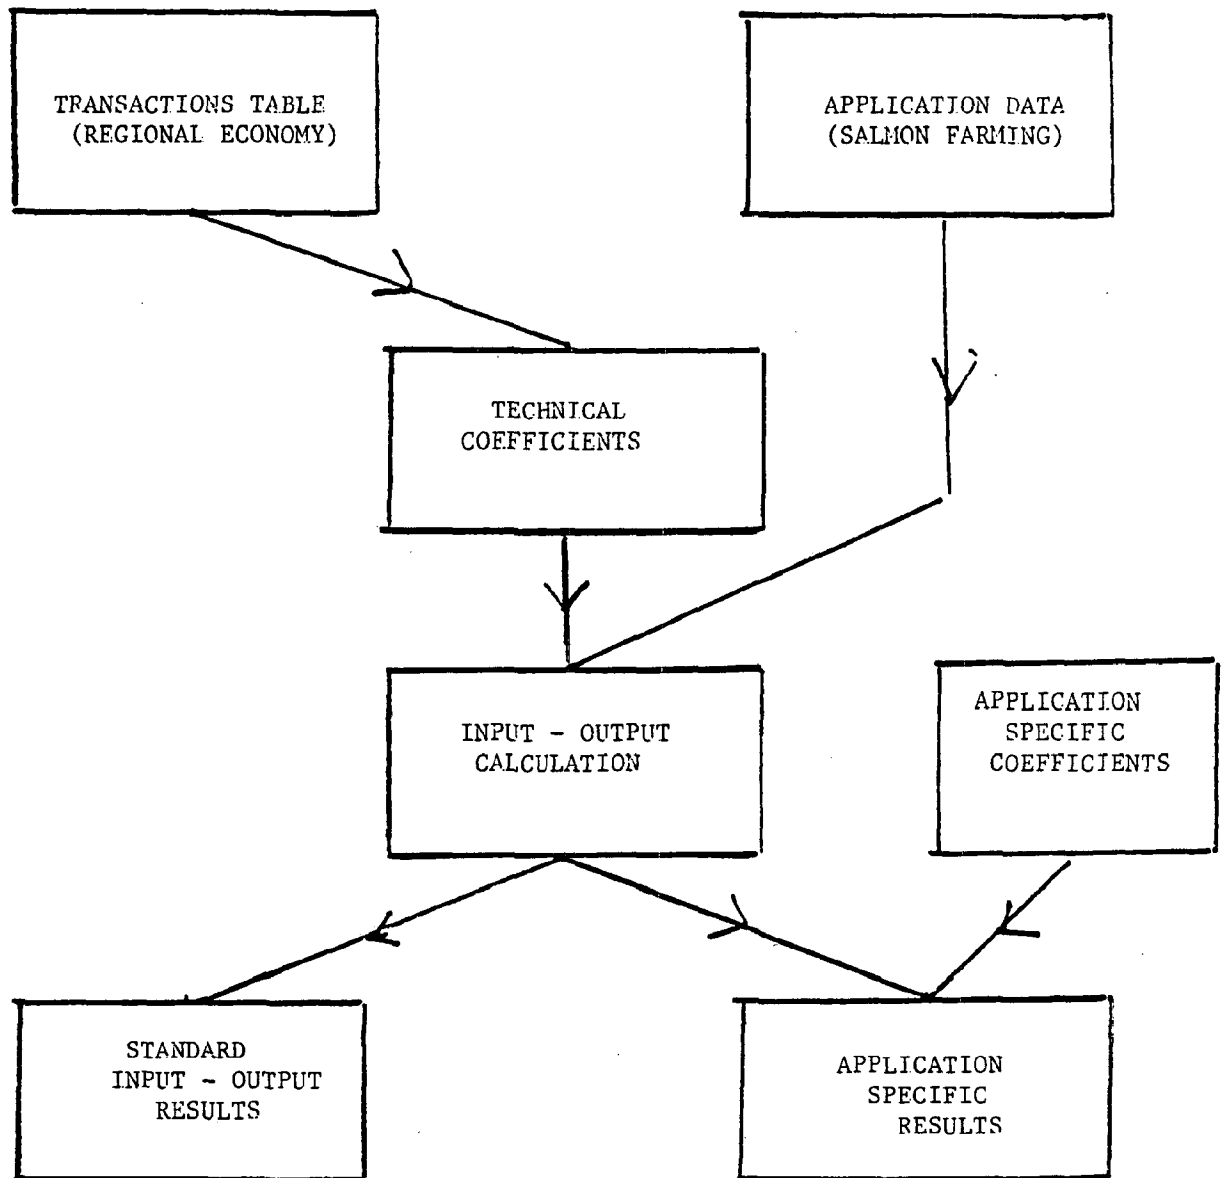 TRANSACTIONS TABLE
(REGIONAL ECONOMY)
APPLICATION DATA
(SALMON FARMING)
TECHNICAL
COEFFICIENTS
INPUT - OUTPUT
CALCULATION
APPLICATION
SPECIFIC
COEFFICIENTS
STANDARD
INPUT - OUTPUT
RESULTS
APPLICATION
SPECIFIC
RESULTS